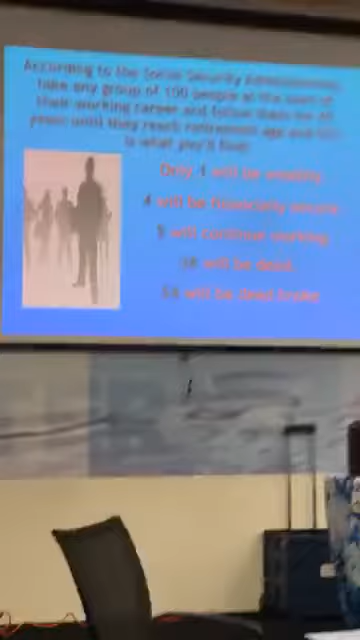 According to the Social Security Administration,
take any group of 100 people at the start of
their working career and follow them for 40
years until they reach retirement age and
is what you'll find:
Only 1 will be wealthy
4 will be financially secure
5 will continue working
will be dead
54 will be dead broke